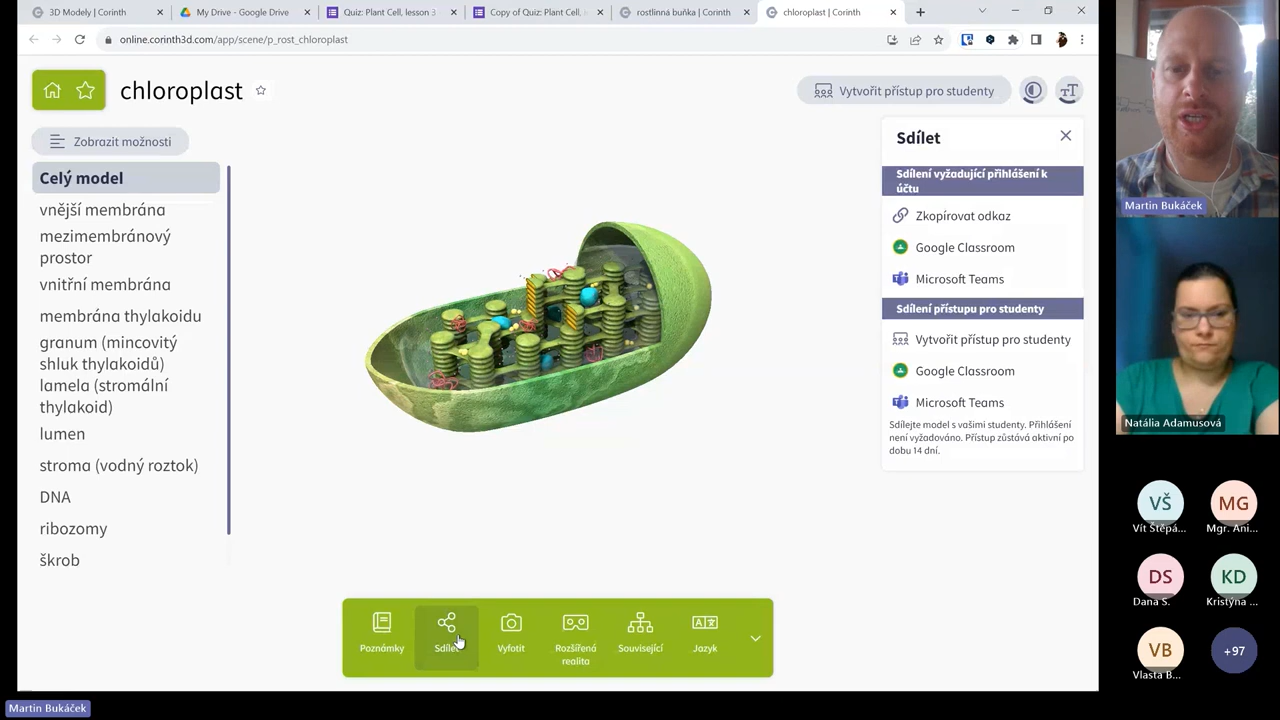 3D Modely | Corinth
My Drive - Google Drive
Quiz: Plant Cell, lesson 3
Copy of Quiz: Plant Cell,
rostlinná buňka | Corinth
chloroplast | Corinth
online.corinth3d.com/app/scene/p_rost_chloroplast
chloroplast
Vytvořit přístup pro studenty
Zobrazit možnosti
Celý model
vnější membrána
mezimembránový
prostor
vnitřní membrána
membrána thylakoidu
granum (mincovitý
shluk thylakoidů)
lamela (stromální
thylakoid)
lumen
stroma (vodný roztok)
DNA
ribozomy
škrob
Sdílet
Sdílení vyžadující přihlášení k
účtu
Zkopírovat odkaz
Google Classroom
Microsoft Teams
Sdílení přístupu pro studenty
Vytvořit přístup pro studenty
Google Classroom
Microsoft Teams
Sdílejte model s vašimi studenty. Přihlášení
není vyžadováno. Přístup zůstává aktivní po
dobu 14 dní.
Poznámky
Sdílet
Vyfotit
Rozšířená
realita
Související
Jazyk
Martin Bukáček
Natália Adamusová
VŠ
Vít Štěpá...
MG
Mgr. Ani...
DS
Dana S.
KD
Kristýna ...
VB
Vlasta B...
+97
Martin Bukáček